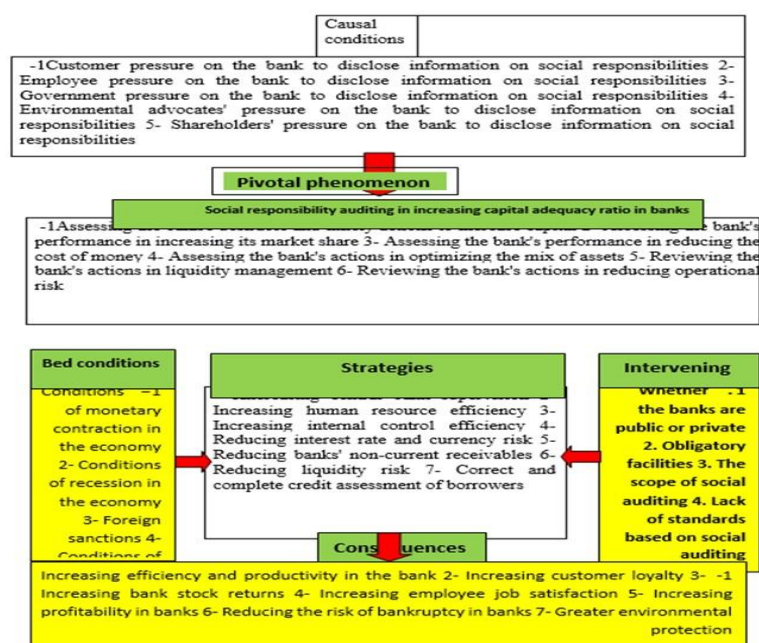 Causal
conditions
-1Customer pressure on the bank to disclose information on social responsibilities 2-
Employee pressure on the bank to disclose information on social responsibilities 3-
Government pressure on the bank to disclose information on social responsibilities 4-
Environmental advocates' pressure on the bank to disclose information on social
responsibilities 5- Shareholders' pressure on the bank to disclose information on social
responsibilities
Pivotal phenomenon
Social responsibility auditing in increasing capital adequacy ratio in banks
-1Assessing the bank's
performance in increasing its market share 3- Assessing the bank's performance in reducing the
cost of money 4- Assessing the bank's actions in optimizing the mix of assets 5- Reviewing the
bank's actions in liquidity management 6- Reviewing the bank's actions in reducing operational
risk
Bed conditions
Conditions –1
of monetary
contraction in
the economy
2- Conditions
of recession in
the economy
3- Foreign
sanctions 4-
Conditions of
Strategies
Increasing human resource efficiency 3-
Increasing internal control efficiency 4-
Reducing interest rate and currency risk 5-
Reducing banks' non-current receivables 6-
Reducing liquidity risk 7- Correct and
complete credit assessment of borrowers
Intervening
Whether .1
the banks are
public or private
2. Obligatory
facilities 3. The
scope of social
auditing 4. Lack
of standards
based on social
auditing
Consequences
Increasing efficiency and productivity in the bank 2- Increasing customer loyalty 3- -1
Increasing bank stock returns 4- Increasing employee job satisfaction 5- Increasing
profitability in banks 6- Reducing the risk of bankruptcy in banks 7- Greater environmental
protection